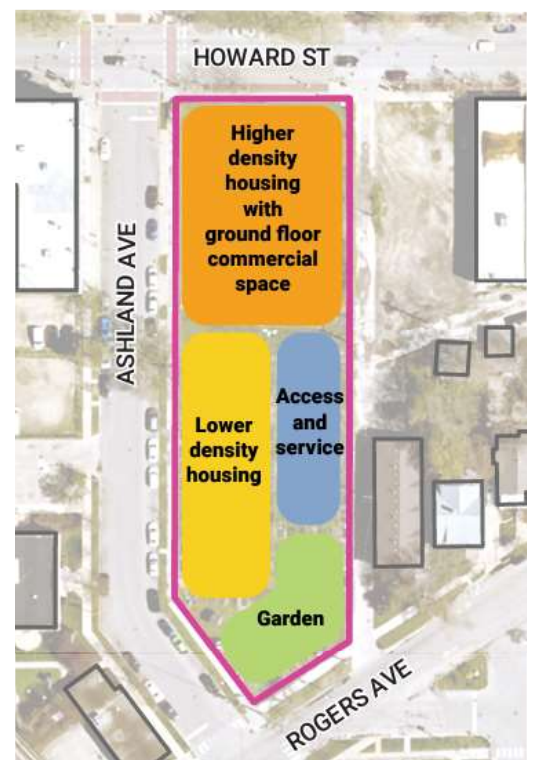 HOWARD ST
Higher
density
housing
with
ground floor
commercial
space
ASHLAND AVE
Access
and
service
Lower
density
housing
Garden
ROGERS AVE